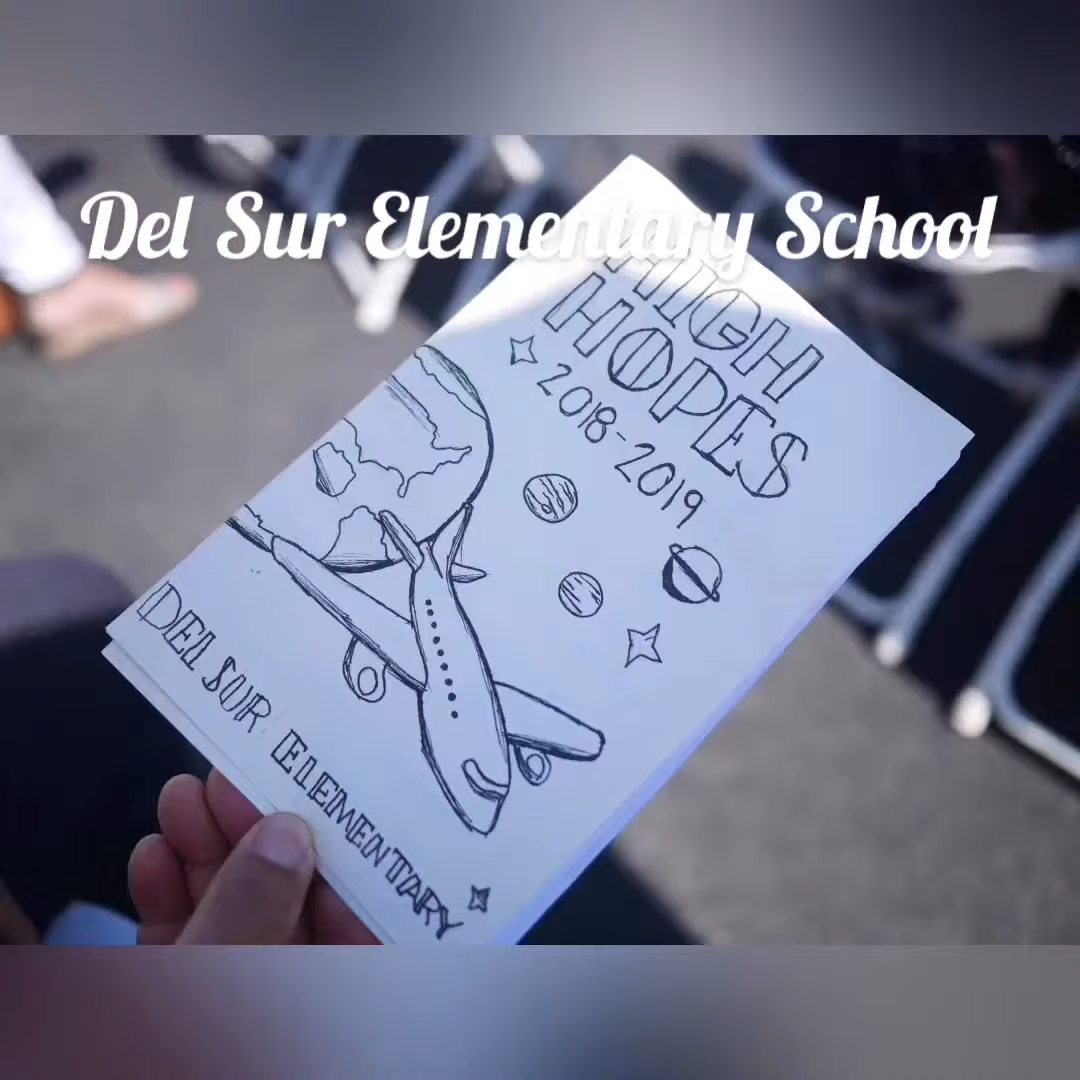 Del Sur Elementary School
HIGH
HOPES
2018-2019
DEL SUR ELEMENTARY